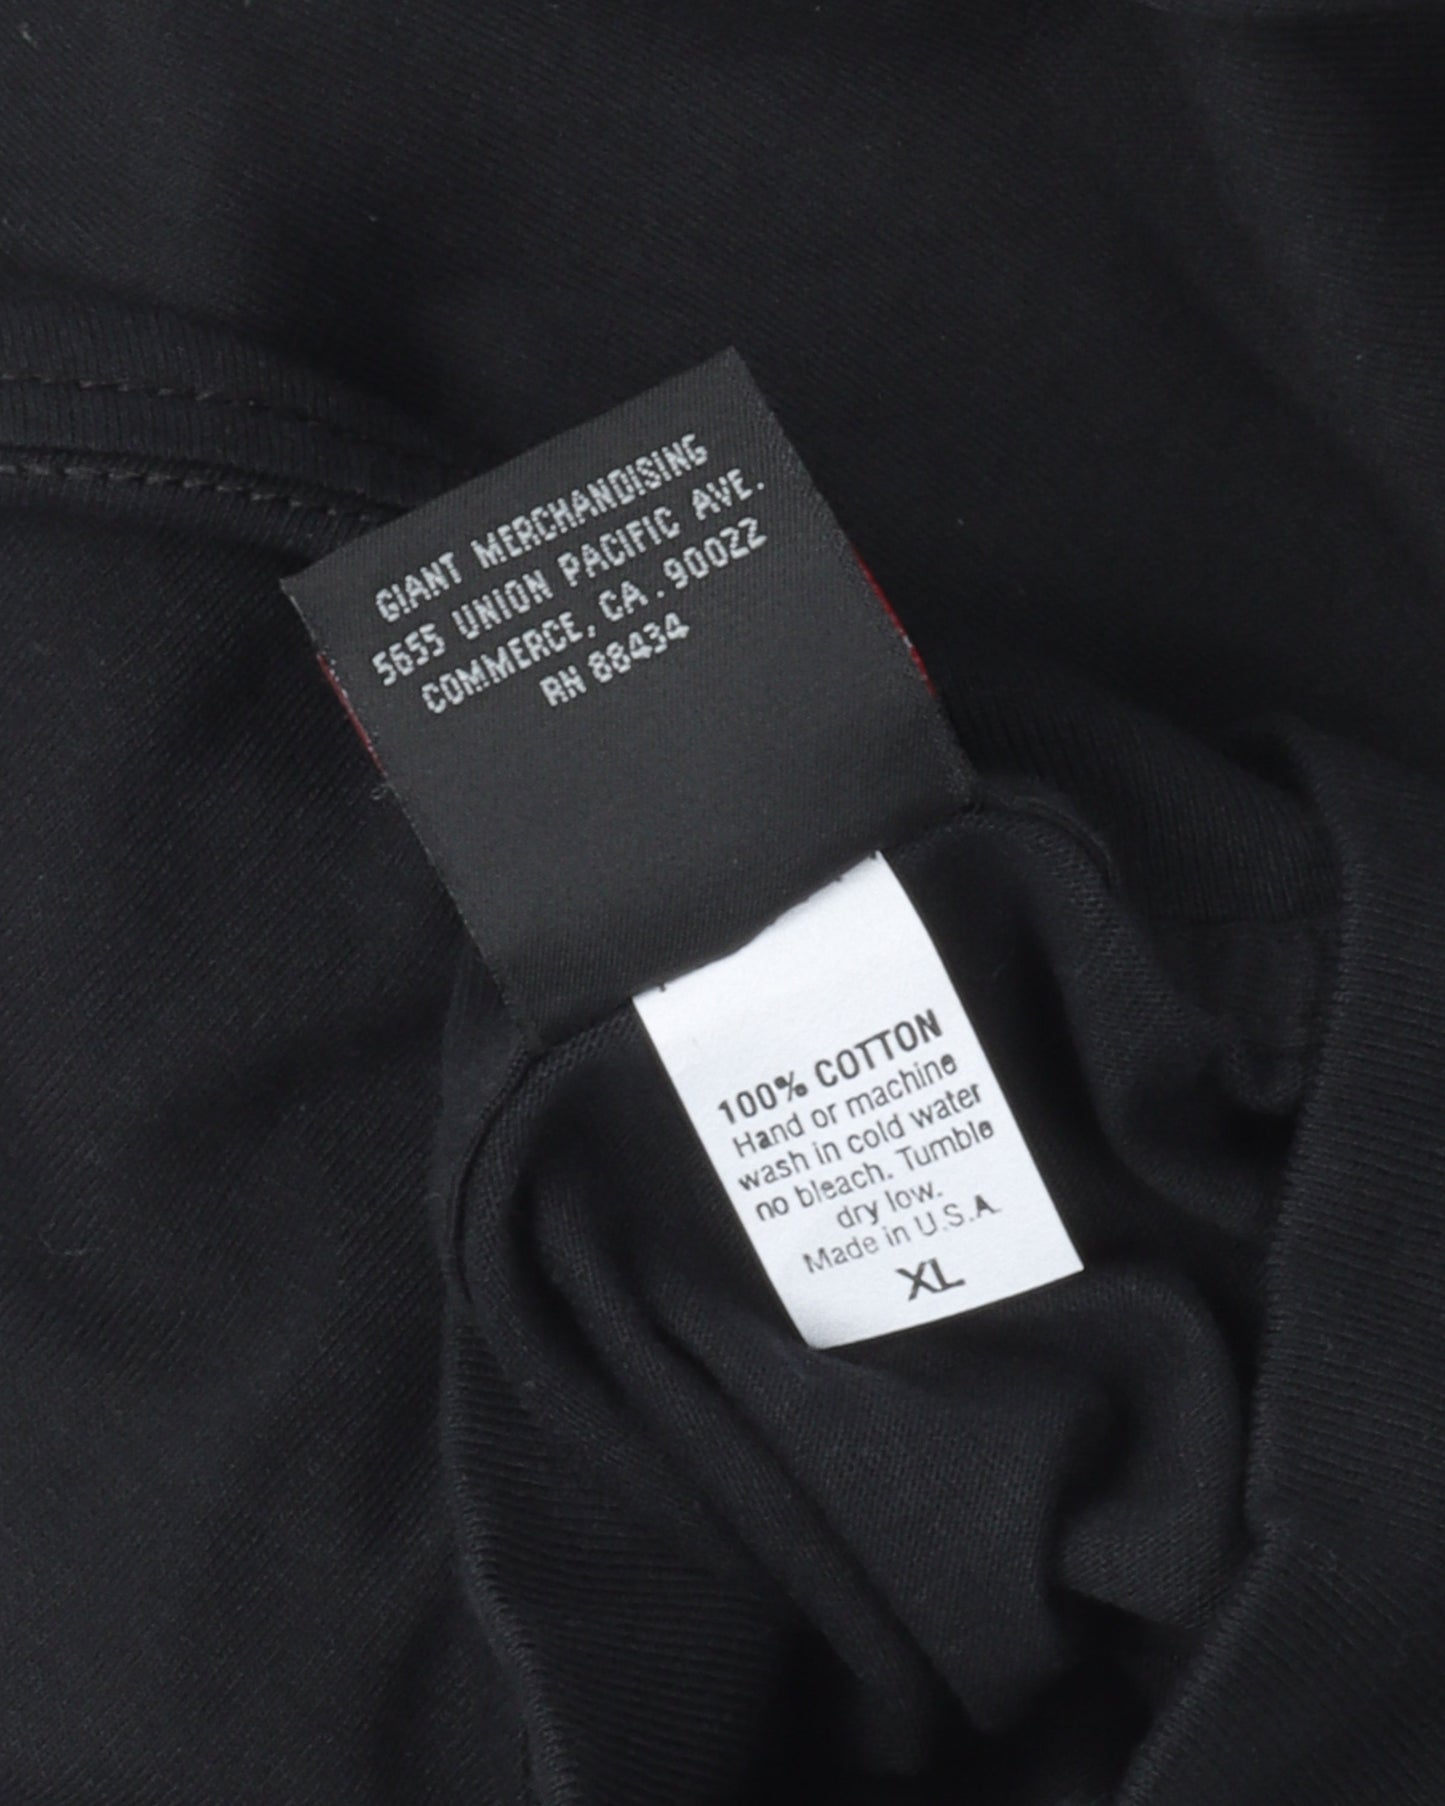 GIANT MERCHANDISING
5655 UNION PACIFIC AVE.
COMMERCE, CA. 90022
RN 88434
100% COTTON
Hand or machine
wash in cold water
no bleach. Tumble
dry low.
Made in U.S.A.
XL